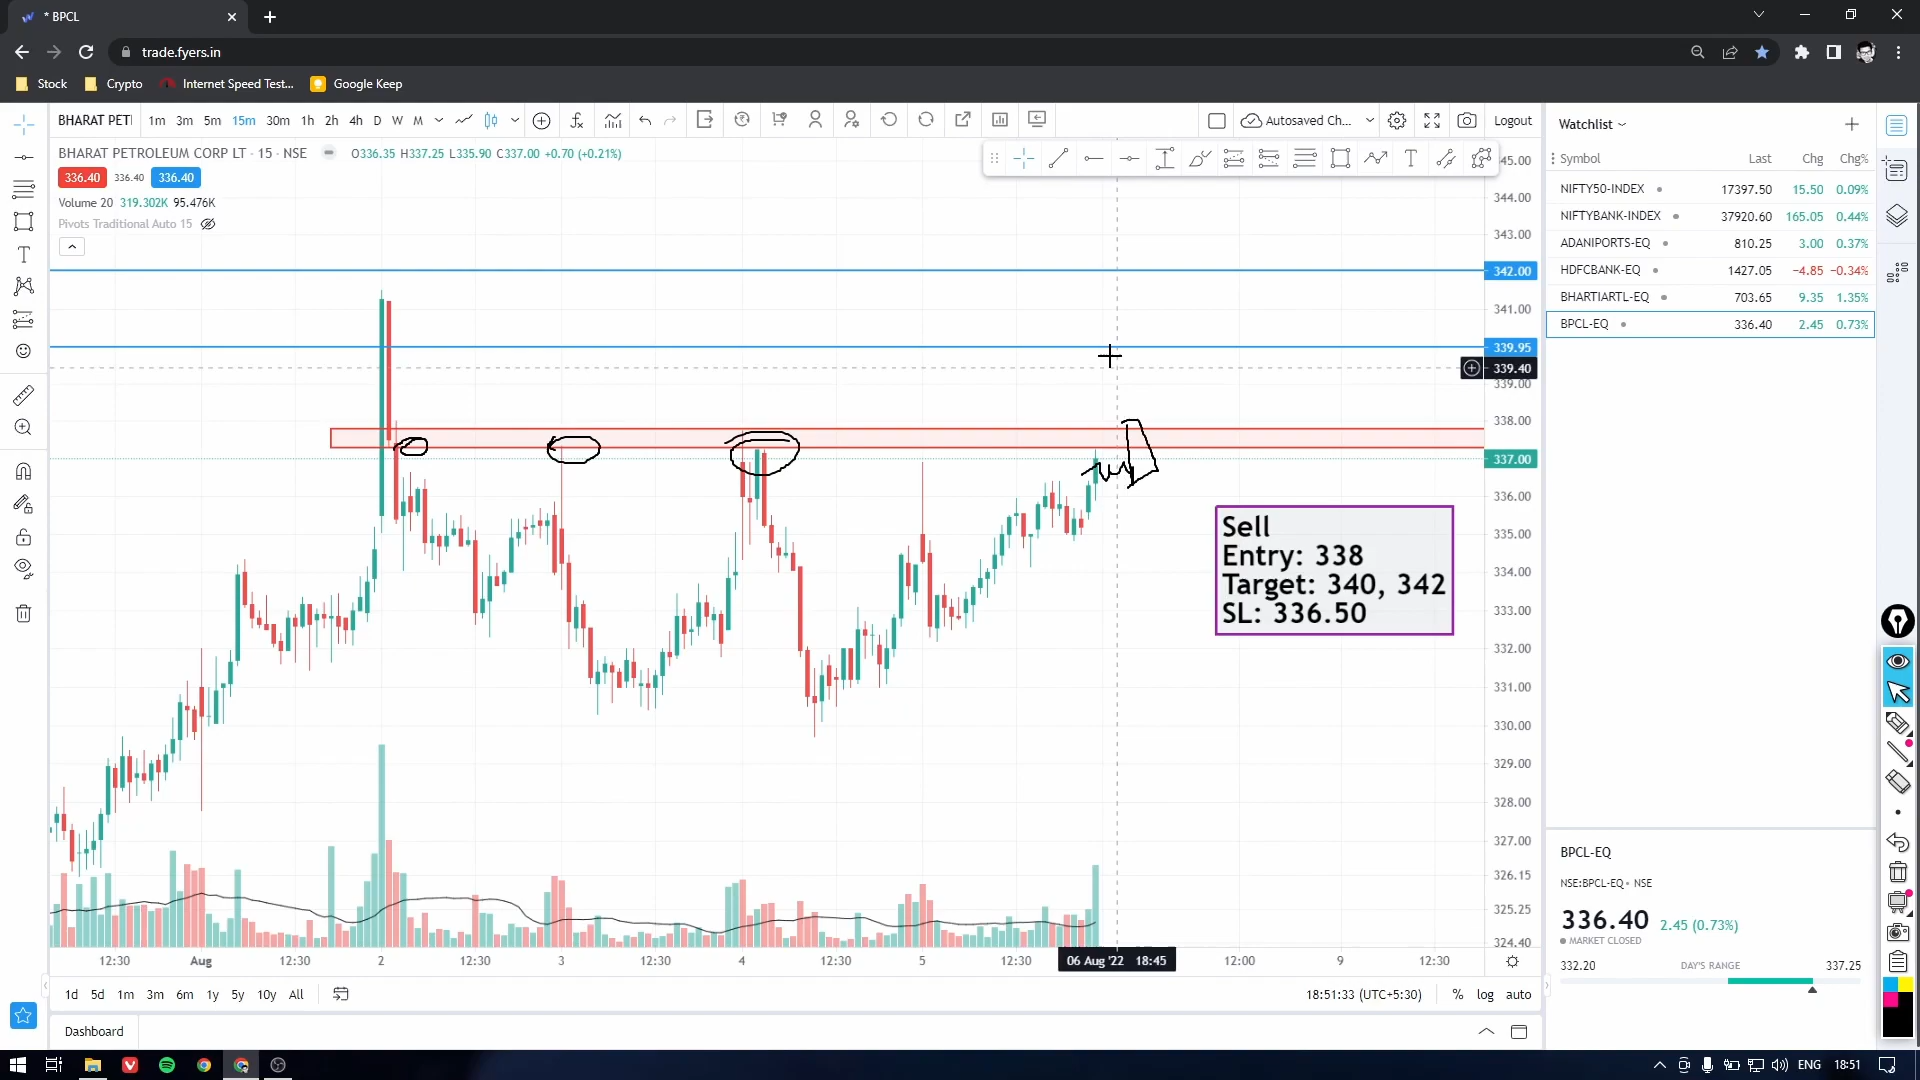 * BPCL
trade.fyers.in
Stock Crypto Internet Speed Test... Google Keep
BHARAT PETI 1m 3m 5m 15m 30m 1h 2h 4h D W M Autosaved Ch... Logout
BHARAT PETROLEUM CORP LT · 15 · NSE O336.35 H337.25 L335.90 C337.00 +0.70 (+0.21%)
336.40 336.40 336.40
Volume 20 319.302K 95.476K
Pivots Traditional Auto 15
345.00
344.00
343.00
342.00
341.00
339.95
339.40
339.00
338.00
337.00
336.00
335.00
334.00
333.00
332.00
331.00
330.00
329.00
328.00
327.00
326.15
325.25
324.40
Sell
Entry: 338
Target: 340, 342
SL: 336.50
12:30 Aug 12:30 2 12:30 3 12:30 4 12:30 5 12:30 06 Aug '22 18:45 12:00 9 12:30
1d 5d 1m 3m 6m 1y 5y 10y All 18:51:33 (UTC+5:30) % log auto
Dashboard
Watchlist
Symbol Last Chg Chg%
NIFTY50-INDEX 17397.50 15.50 0.09%
NIFTYBANK-INDEX 37920.60 165.05 0.44%
ADANIPORTS-EQ 810.25 3.00 0.37%
HDFCBANK-EQ 1427.05 −4.85 −0.34%
BHARTIARTL-EQ 703.65 9.35 1.35%
BPCL-EQ 336.40 2.45 0.73%
BPCL-EQ
NSE:BPCL-EQ • NSE
336.40 2.45 (0.73%)
MARKET CLOSED
332.20 DAY'S RANGE 337.25
ENG 18:51